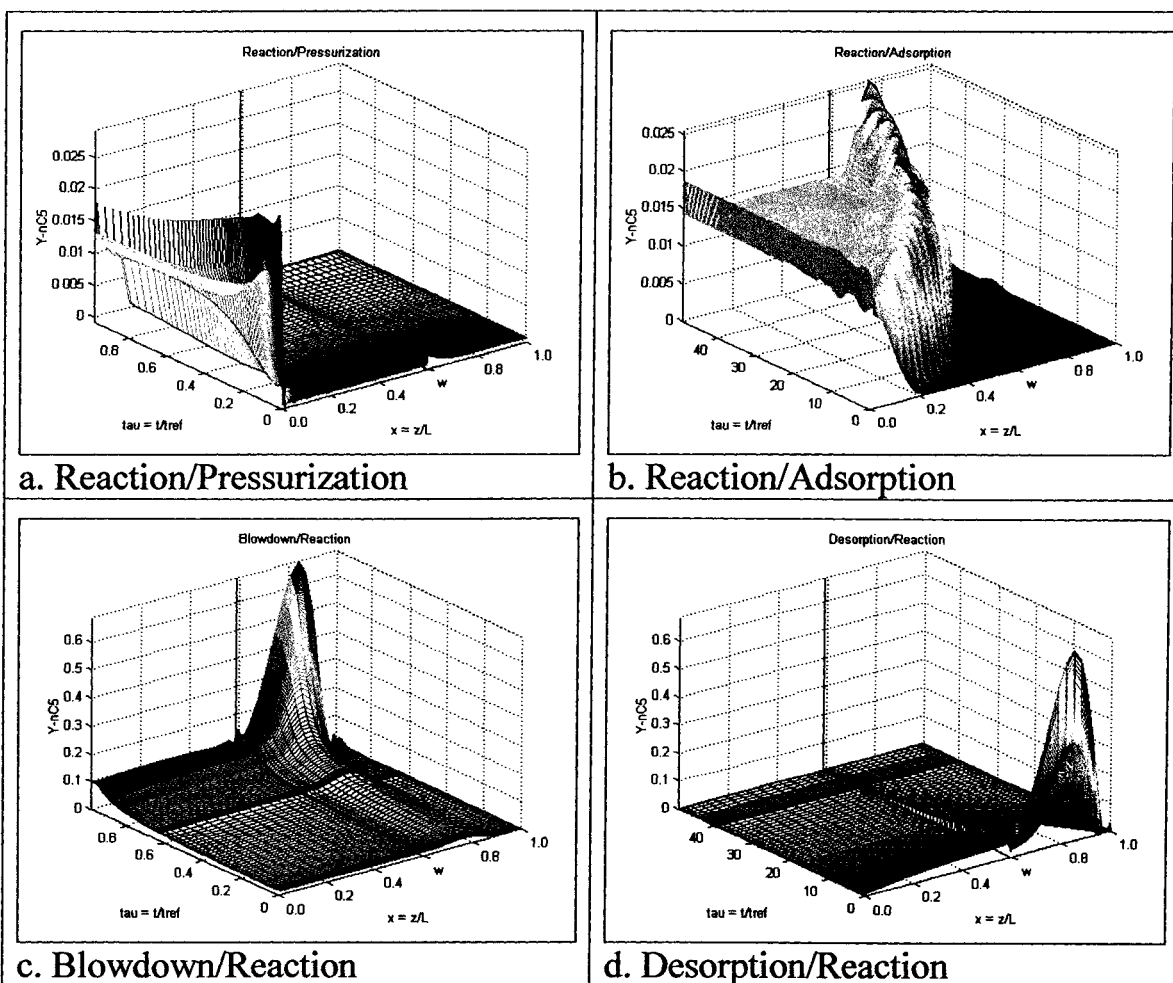 Reaction/Pressurization
0.025
0.02
0.015
0.01
0.005
0
Y-nC5
0.8
0.6
0.4
0.2
0
0.0
0.2
0.4
w
0.8
1.0
tau = t/tref
x = z/L
a. Reaction/Pressurization
Reaction/Adsorption
0.025
0.02
0.015
0.01
0.005
0
Y-nC5
40
30
20
10
0
0.0
0.2
0.4
w
0.8
1.0
tau = t/tref
x = z/L
b. Reaction/Adsorption
Blowdown/Reaction
0.6
0.5
0.4
0.3
0.2
0.1
0
Y-nC5
0.8
0.6
0.4
0.2
0
0.0
0.2
0.4
w
0.8
1.0
tau = t/tref
x = z/L
c. Blowdown/Reaction
Desorption/Reaction
0.6
0.5
0.4
0.3
0.2
0.1
0
Y-nC5
40
30
20
10
0
0.0
0.2
0.4
w
0.8
1.0
tau = t/tref
x = z/L
d. Desorption/Reaction